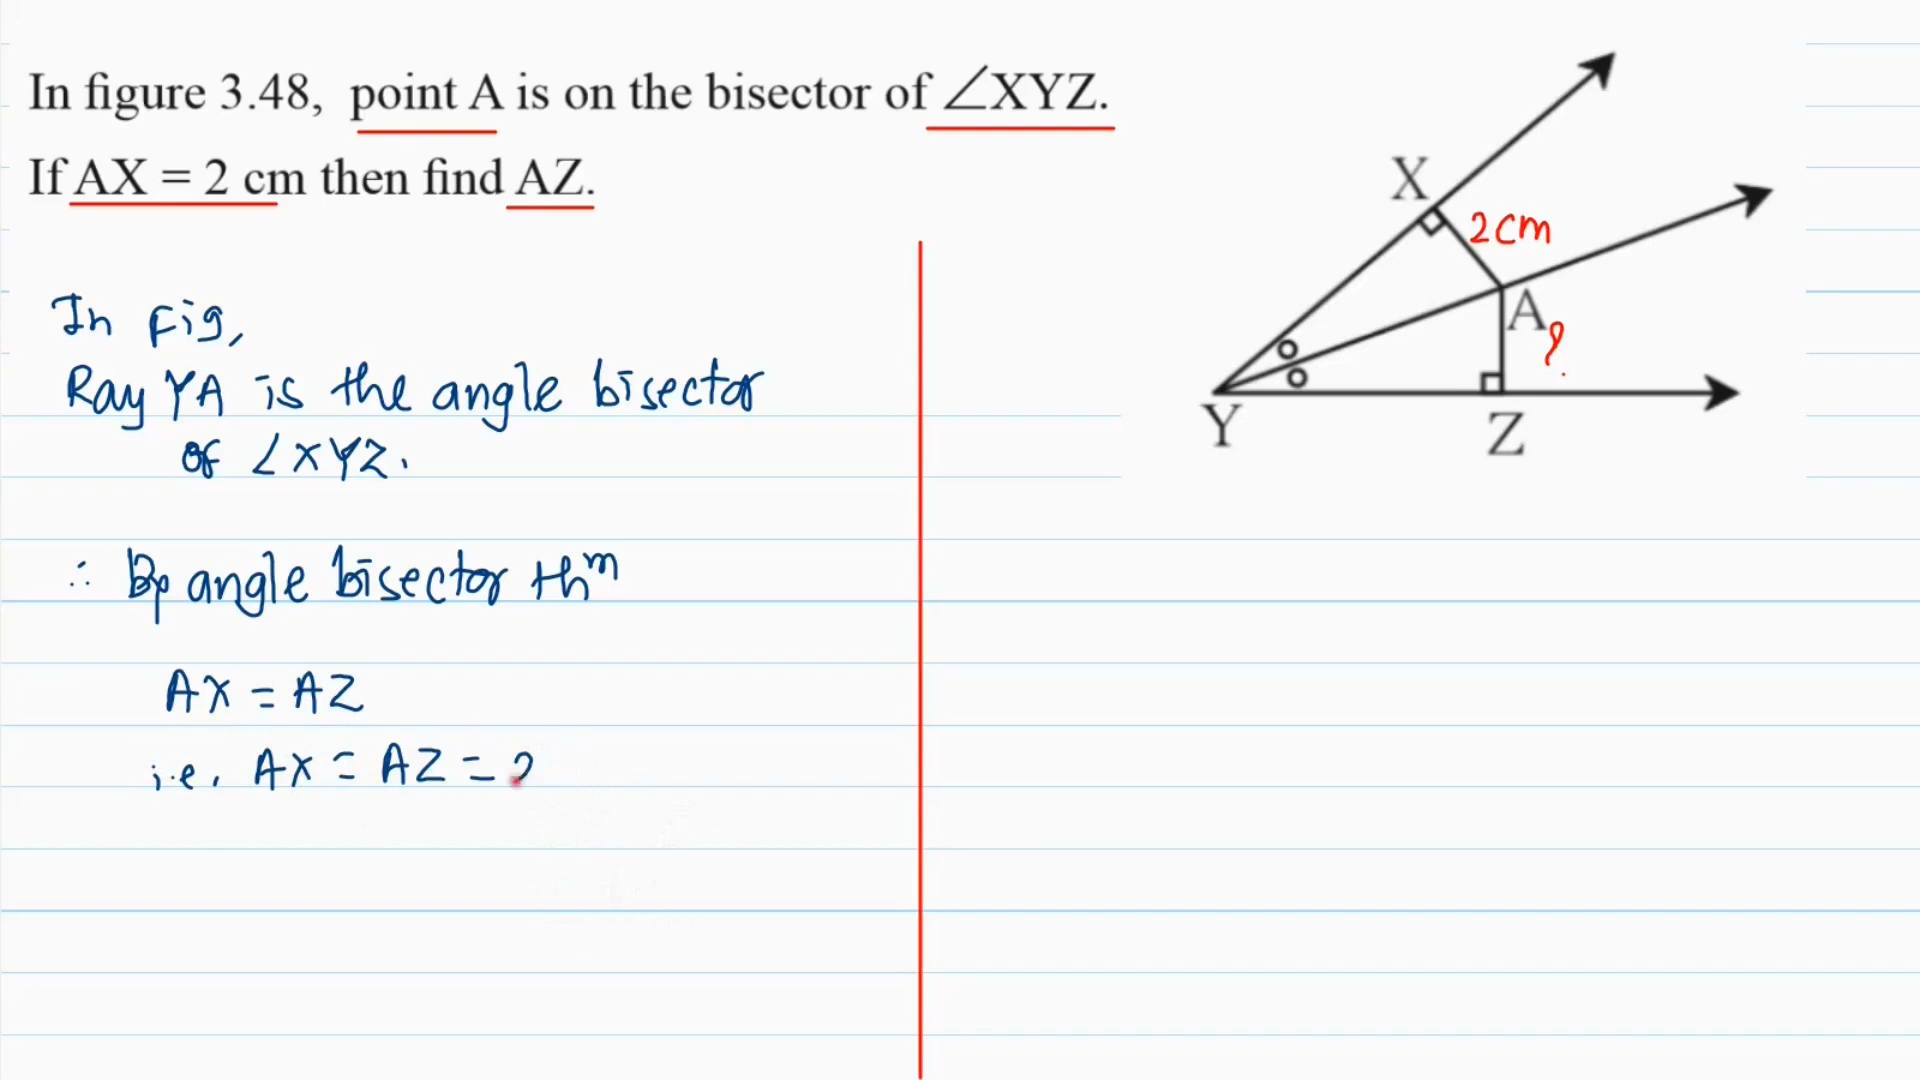 In figure 3.48, point A is on the bisector of ∠XYZ.
If AX = 2 cm then find AZ.
X
2cm
A
?
Y
Z
In Fig,
Ray YA is the angle bisector
of ∠XYZ.
∴ By angle bisector thᵐ
AX = AZ
i.e. AX = AZ = 2